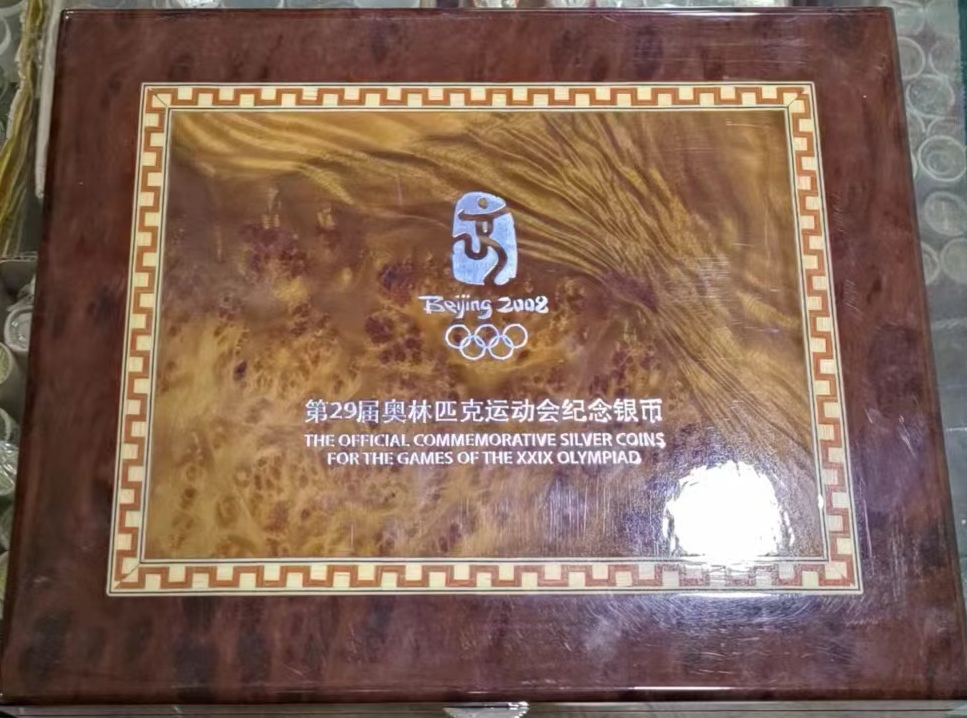 Beijing 2008
第29届奥林匹克运动会纪念银币
THE OFFICIAL COMMEMORATIVE SILVER COINS
FOR THE GAMES OF THE XXIX OLYMPIAD